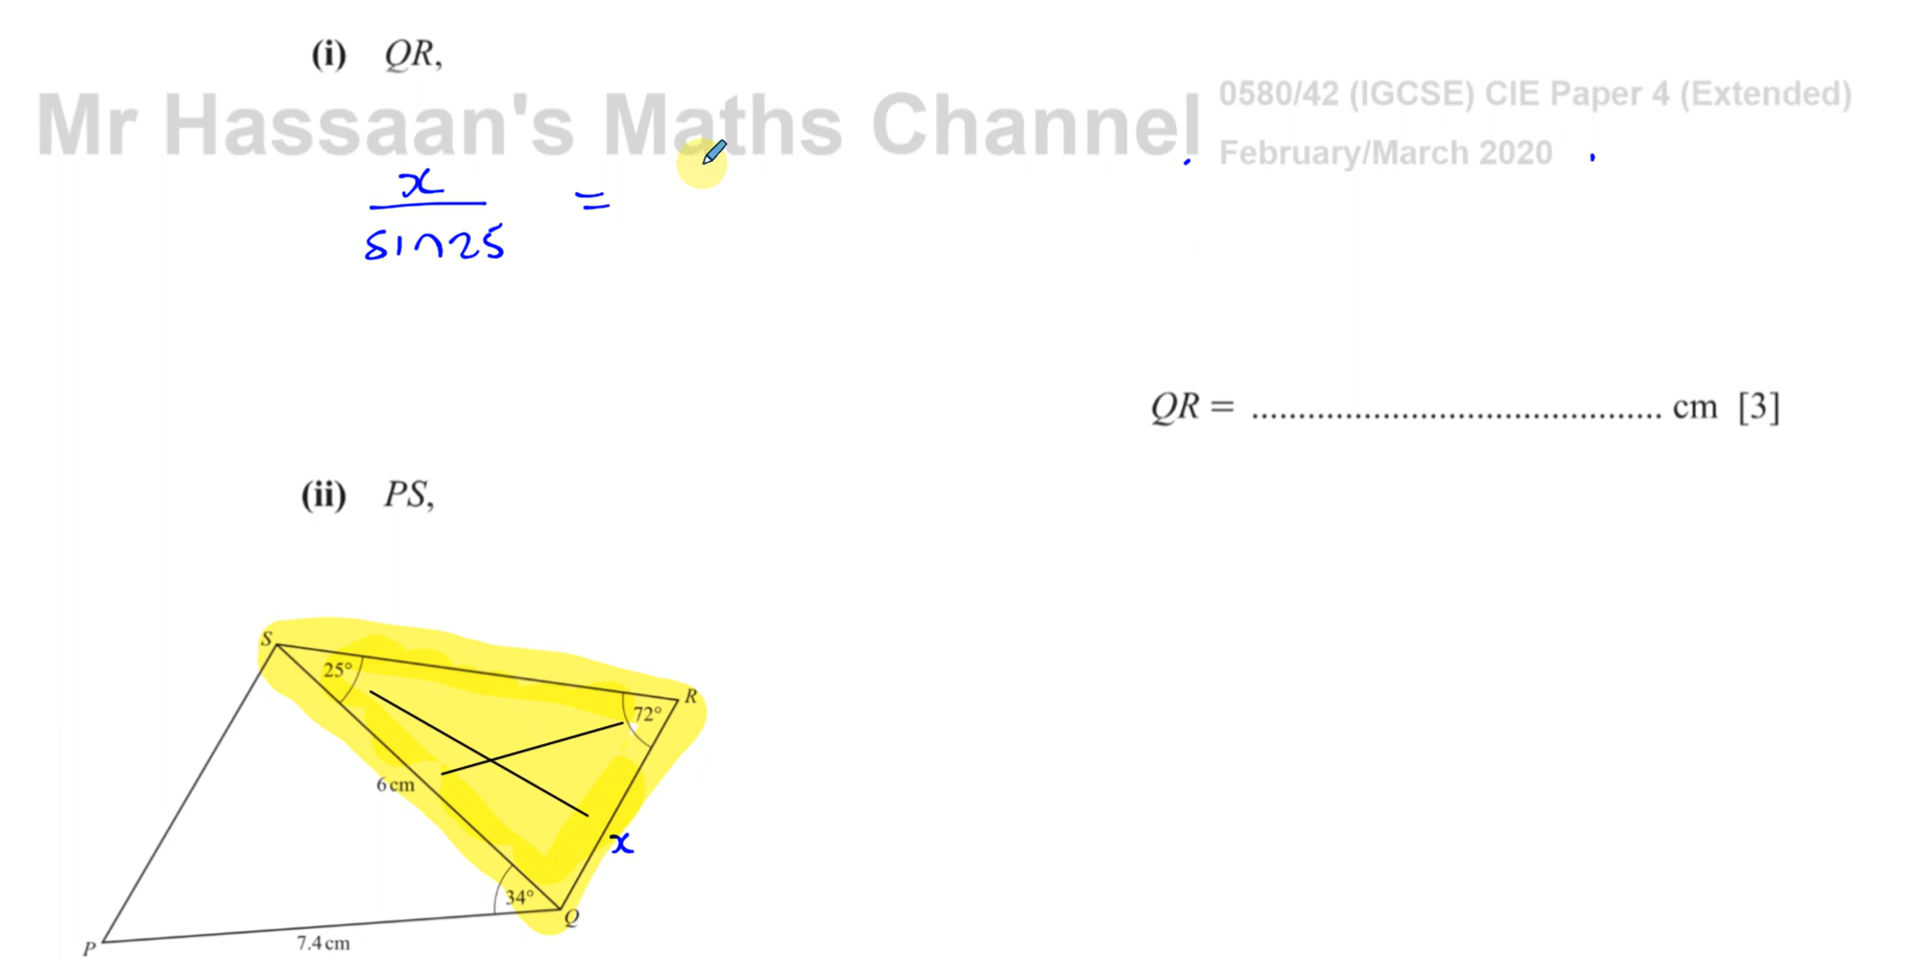 (i) QR,
Mr Hassaan's Maths Channel
0580/42 (IGCSE) CIE Paper 4 (Extended)
February/March 2020
x
=
sin25
QR = ........................................ cm [3]
(ii) PS,
S
25°
R
72°
6 cm
x
34°
Q
P
7.4 cm